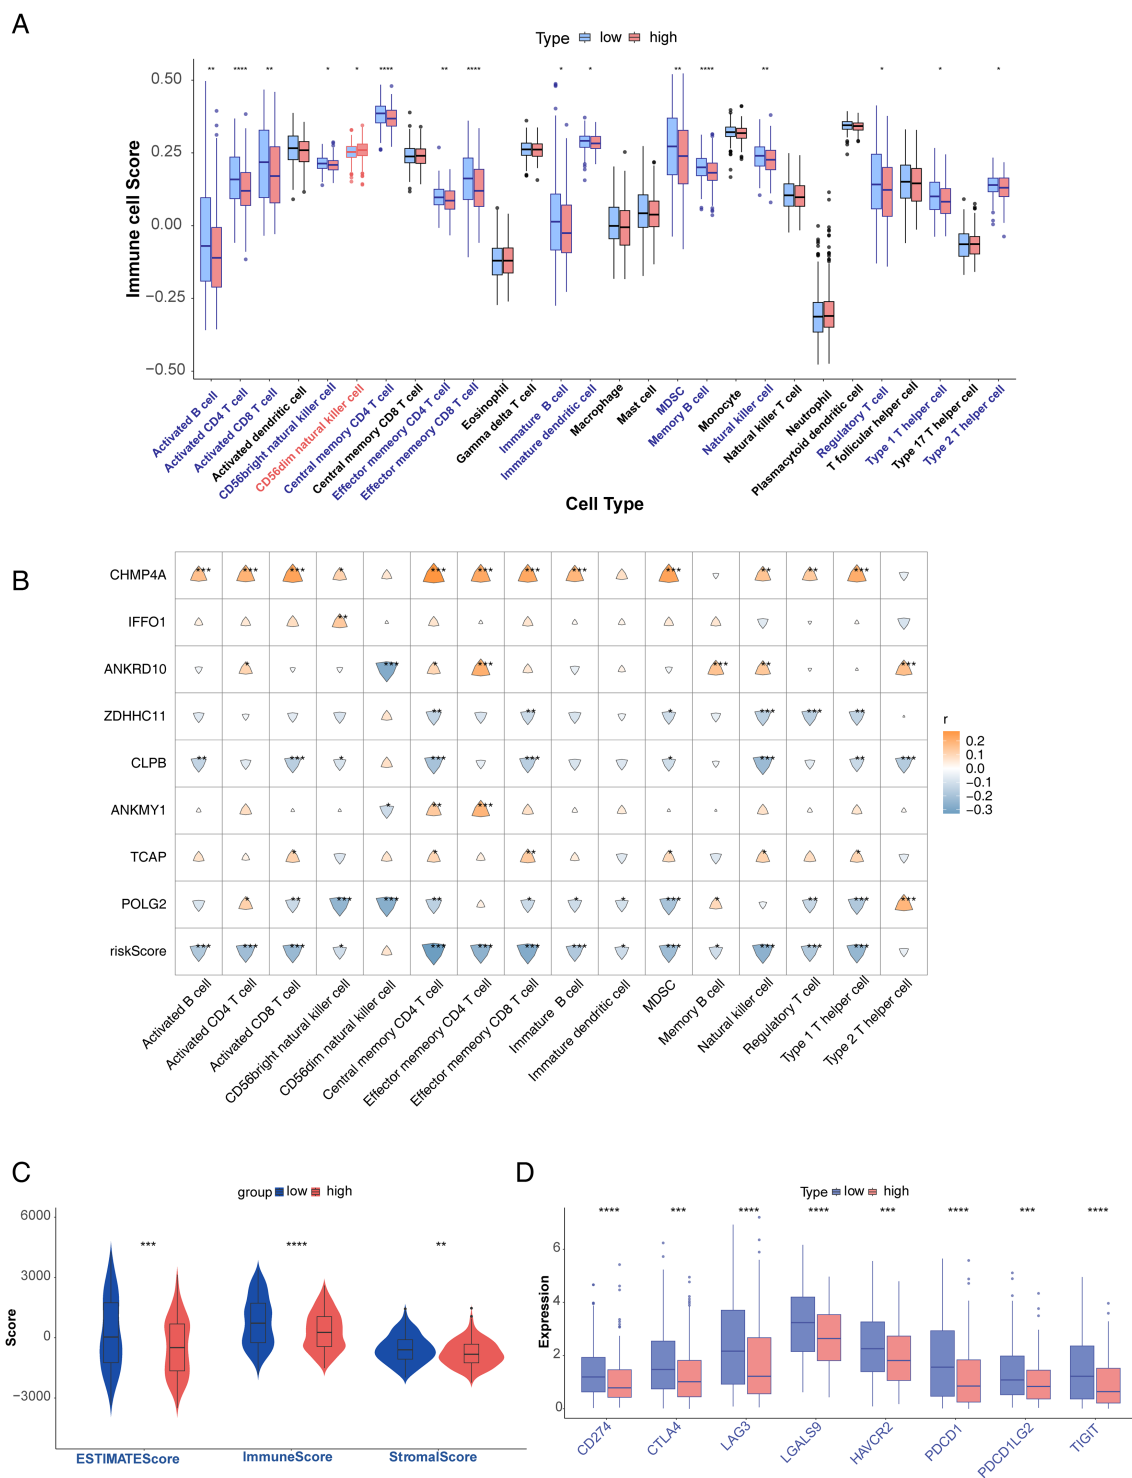 A
Type low high
** **** ** * * **** ** **** * * ** **** ** * * *
0.50
0.25
0.00
−0.25
−0.50
Immune cell Score
Activated B cell
Activated CD4 T cell
Activated CD8 T cell
Activated dendritic cell
CD56bright natural killer cell
CD56dim natural killer cell
Central memory CD4 T cell
Central memory CD8 T cell
Effector memeory CD4 T cell
Effector memeory CD8 T cell
Eosinophil
Gamma delta T cell
Immature B cell
Immature dendritic cell
Macrophage
Mast cell
MDSC
Memory B cell
Monocyte
Natural killer cell
Natural killer T cell
Neutrophil
Plasmacytoid dendritic cell
Regulatory T cell
T follicular helper cell
Type 1 T helper cell
Type 17 T helper cell
Type 2 T helper cell
Cell Type
B
CHMP4A *** *** *** * *** *** *** *** *** ** ** ***
IFFO1 **
ANKRD10 * *** * *** *** ** ***
ZDHHC11 ** ** * *** *** **
CLPB ** *** * *** *** * *** ** ***
ANKMY1 * ** ***
TCAP * * ** * * *
POLG2 * ** *** *** ** * * * *** * ** *** ***
riskScore *** *** *** * *** *** *** *** * *** * *** *** ***
r
0.2
0.1
0.0
−0.1
−0.2
−0.3
Activated B cell
Activated CD4 T cell
Activated CD8 T cell
CD56bright natural killer cell
CD56dim natural killer cell
Central memory CD4 T cell
Effector memeory CD4 T cell
Effector memeory CD8 T cell
Immature B cell
Immature dendritic cell
MDSC
Memory B cell
Natural killer cell
Regulatory T cell
Type 1 T helper cell
Type 2 T helper cell
C
group low high
6000
3000
0
−3000
Score
*** **** **
ESTIMATEScore
ImmuneScore
StromalScore
D
Type low high
**** *** **** **** *** **** *** ****
6
4
2
0
Expression
CD274
CTLA4
LAG3
LGALS9
HAVCR2
PDCD1
PDCD1LG2
TIGIT